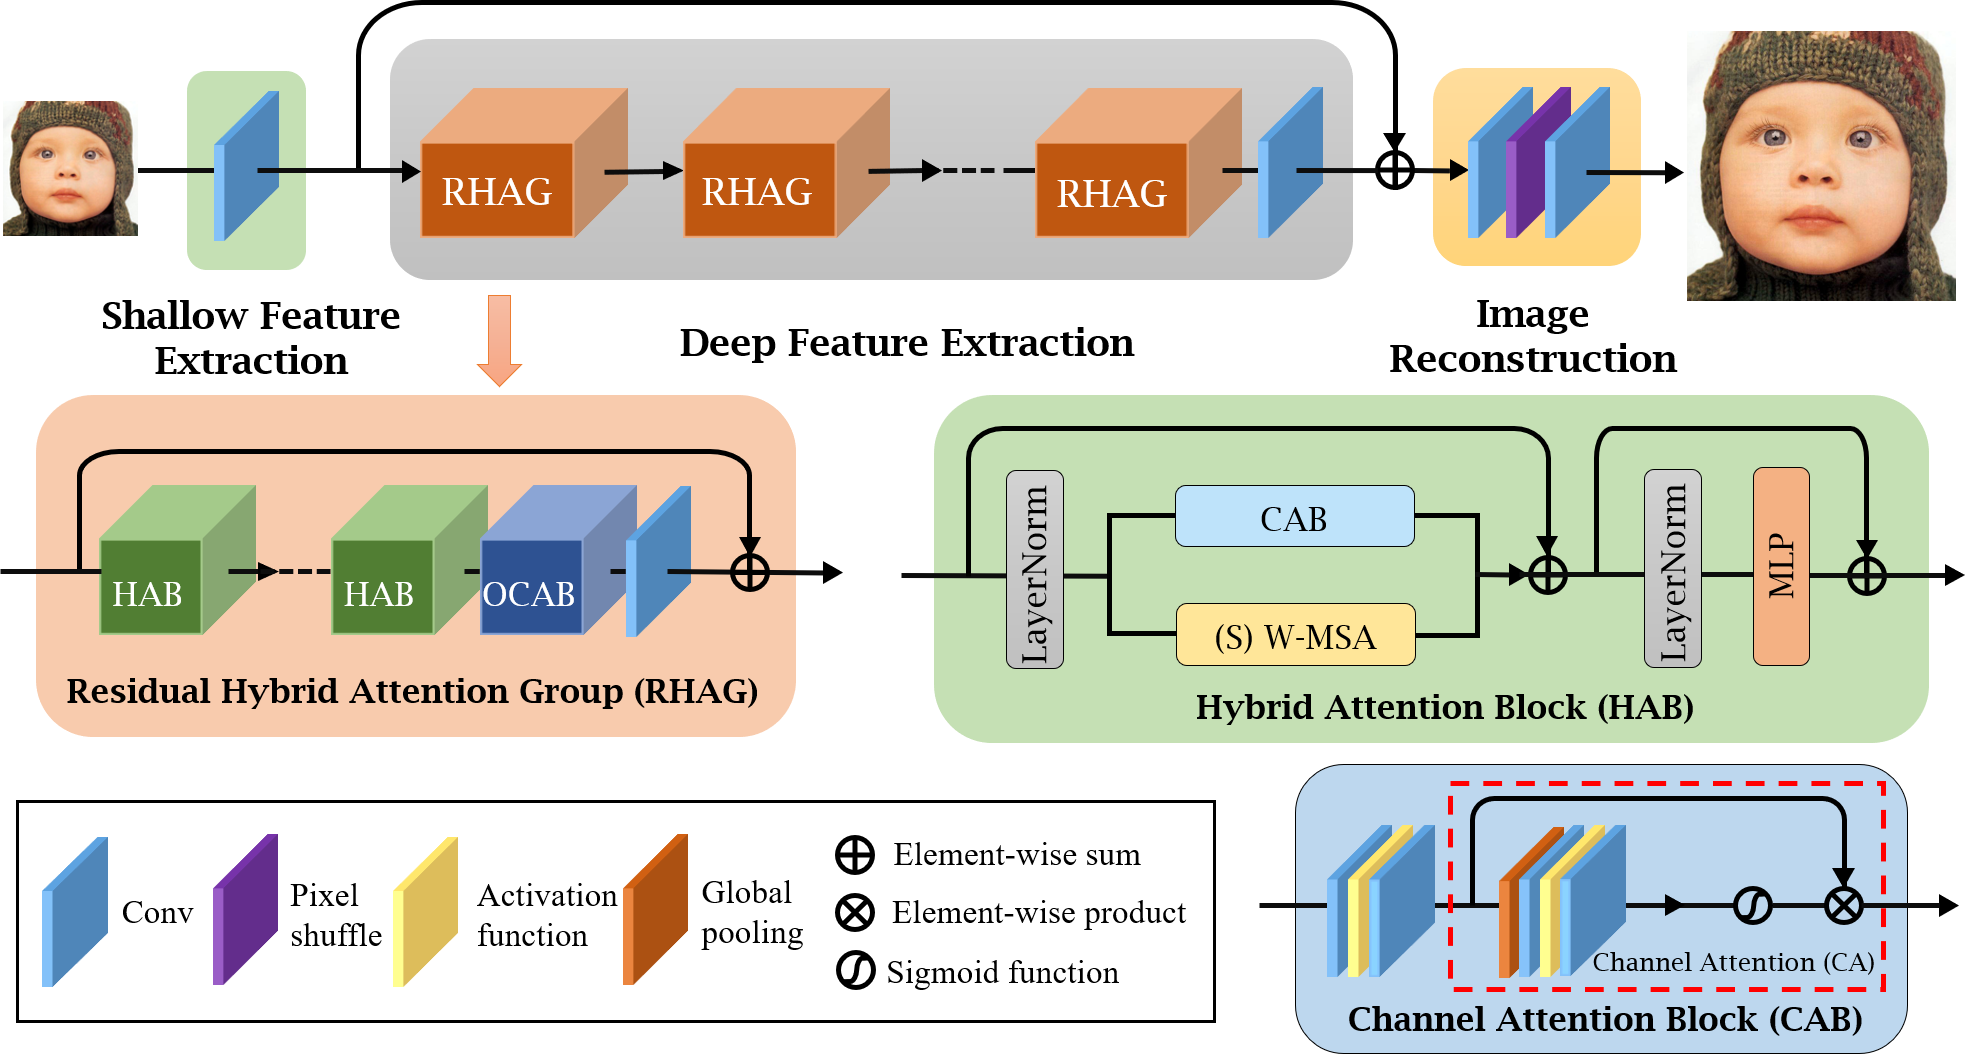 RHAG
RHAG
RHAG
Shallow Feature
Extraction
Deep Feature Extraction
Image
Reconstruction
HAB
HAB
OCAB
Residual Hybrid Attention Group (RHAG)
LayerNorm
CAB
(S) W-MSA
LayerNorm
MLP
Hybrid Attention Block (HAB)
Conv
Pixel
shuffle
Activation
function
Global
pooling
Element-wise sum
Element-wise product
Sigmoid function
Channel Attention (CA)
Channel Attention Block (CAB)